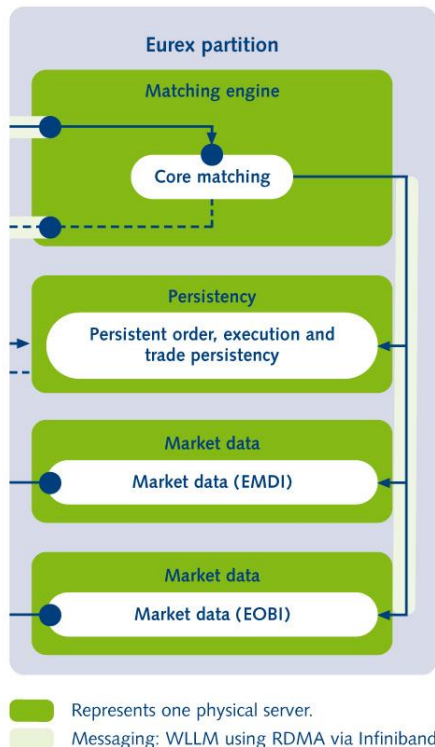 Eurex partition
Matching engine
Core matching
Persistency
Persistent order, execution and
trade persistency
Market data
Market data (EMDI)
Market data
Market data (EOBI)
Represents one physical server.
Messaging: WLLM using RDMA via Infiniband